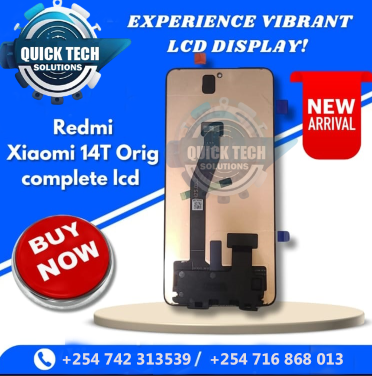 EXPERIENCE VIBRANT
LCD DISPLAY!
QUICK TECH
SOLUTIONS
Redmi
Xiaomi 14T Orig
complete lcd
QUICK TECH
SOLUTIONS
NEW
ARRIVAL
BUY
NOW
+254 742 313539 / +254 716 868 013